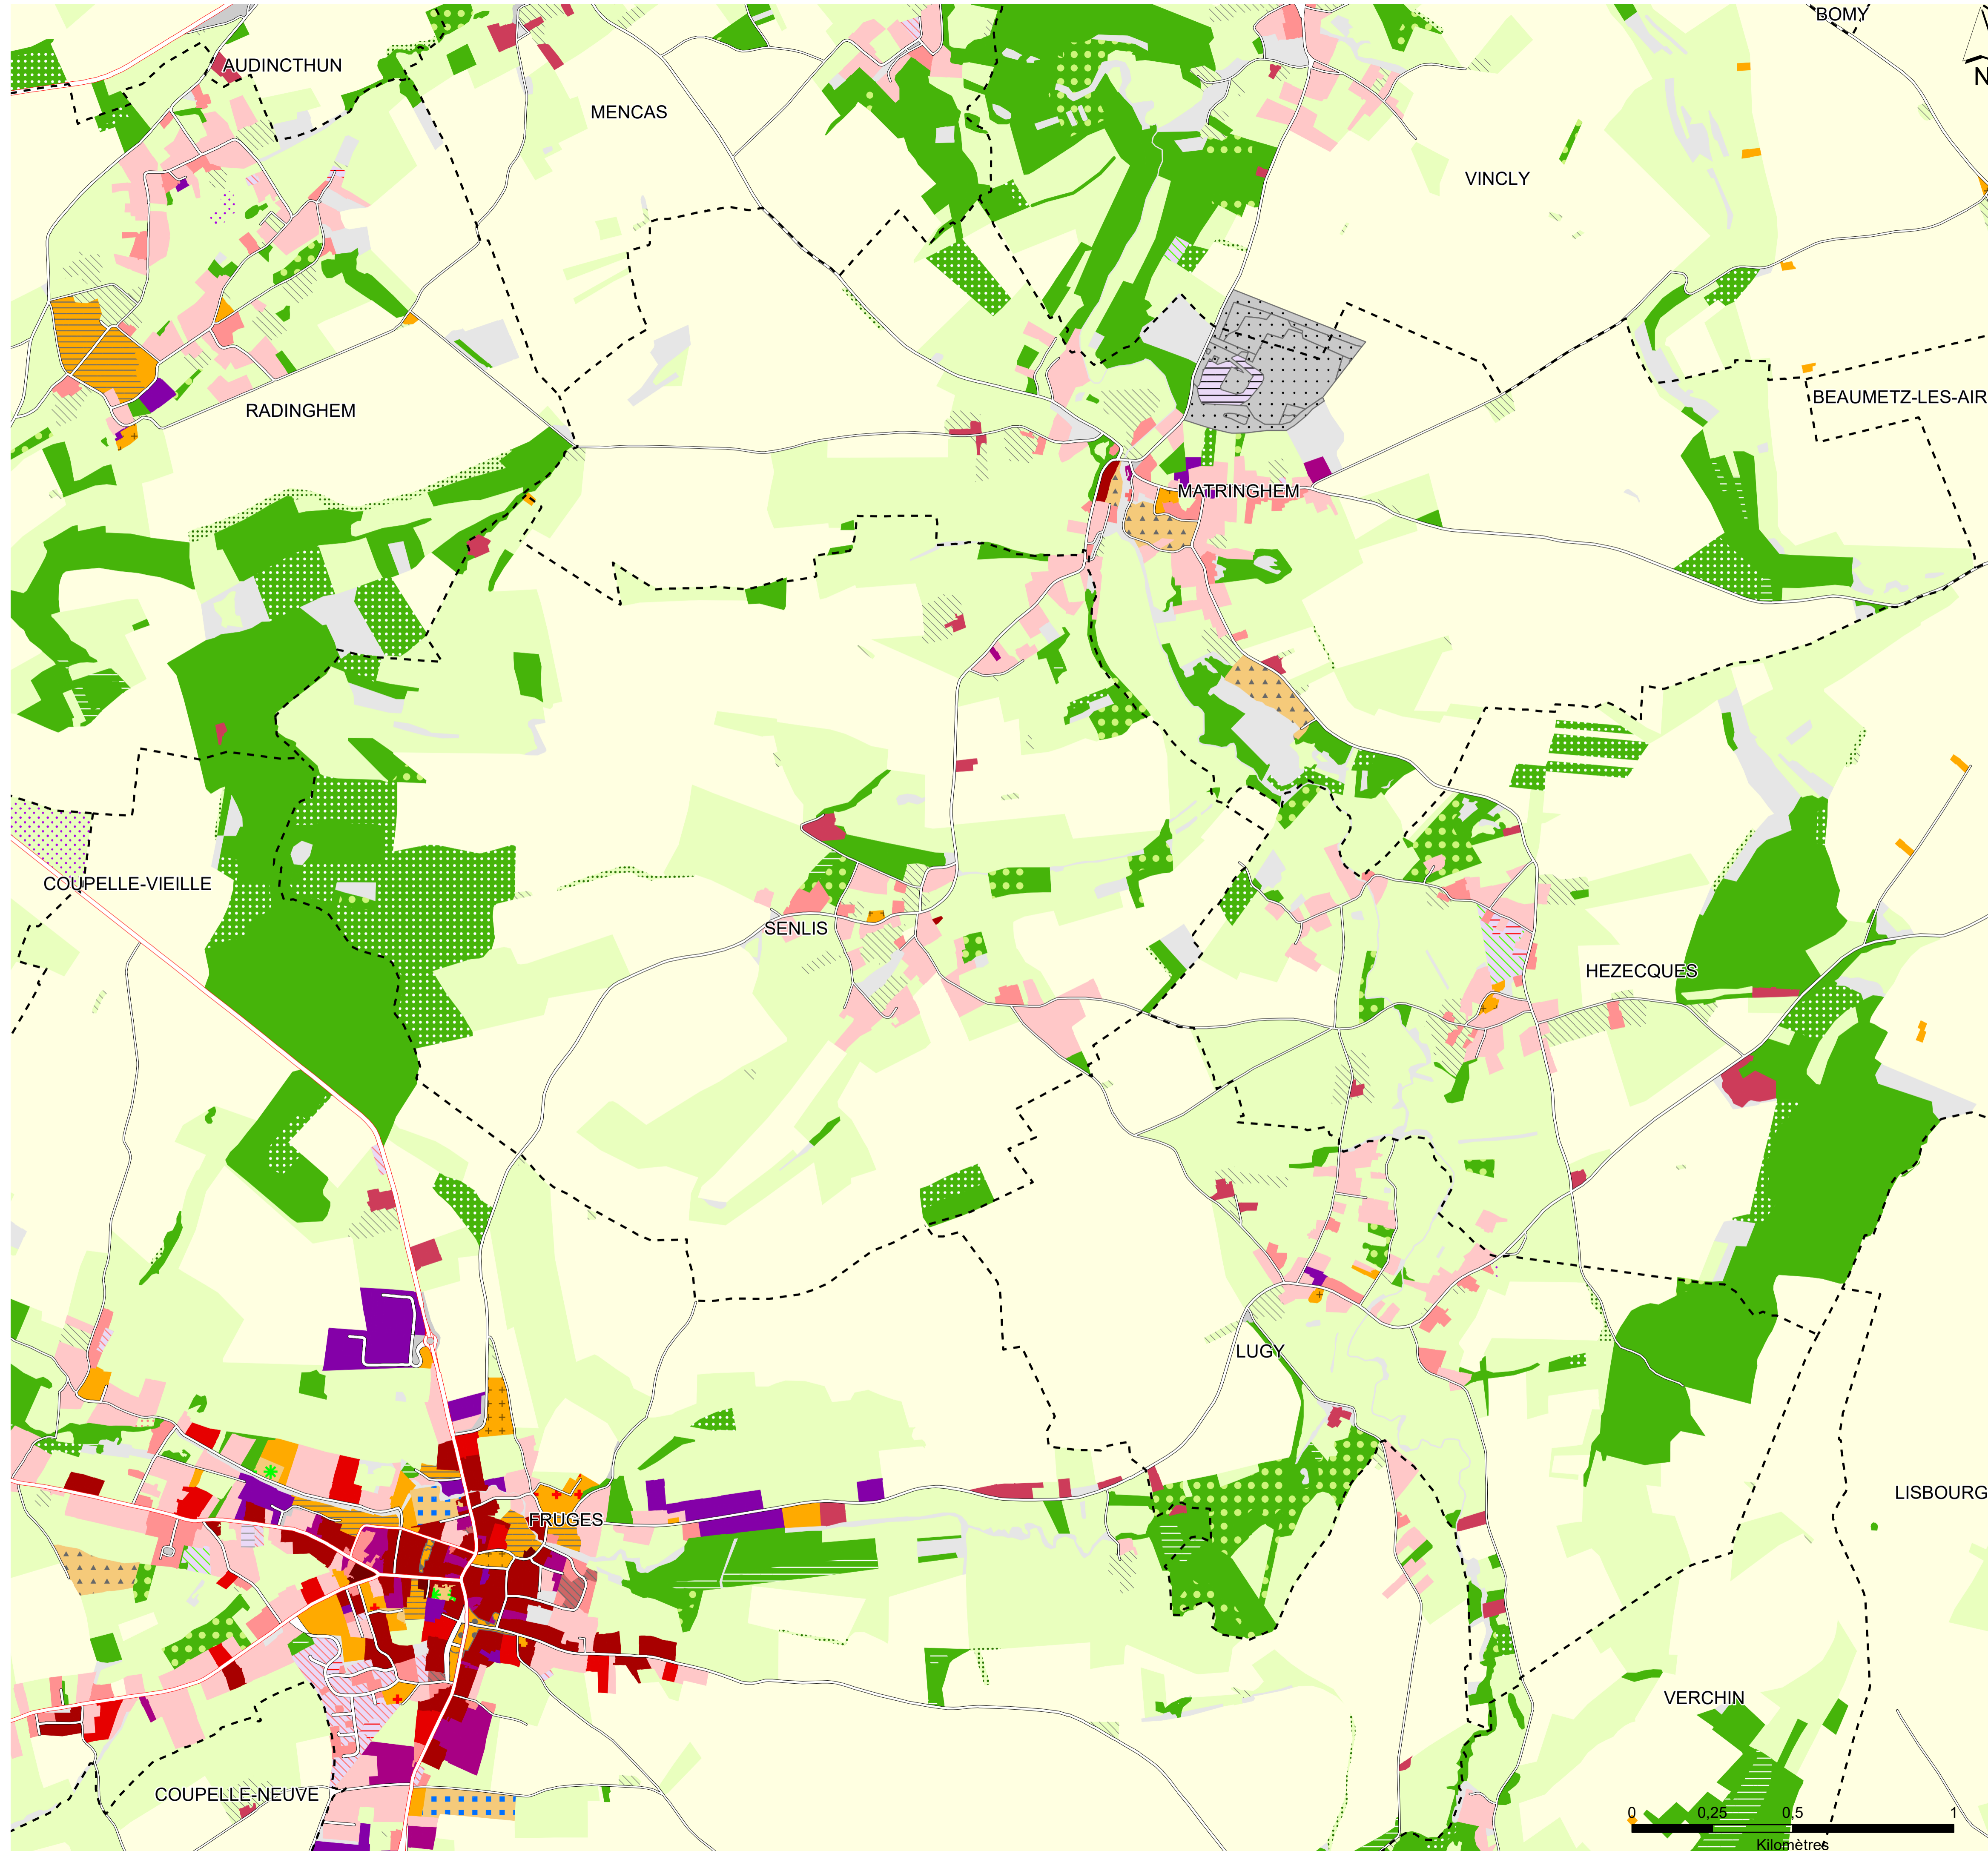 BOMY
AUDINCTHUN
N
MENCAS
VINCLY
BEAUMETZ-LES-AIR
RADINGHEM
MATRINGHEM
COUPELLE-VIEILLE
SENLIS
HEZECQUES
LUGY
LISBOURG
FRUGES
VERCHIN
COUPELLE-NEUVE
0 0,25 0,5 1
Kilomètres